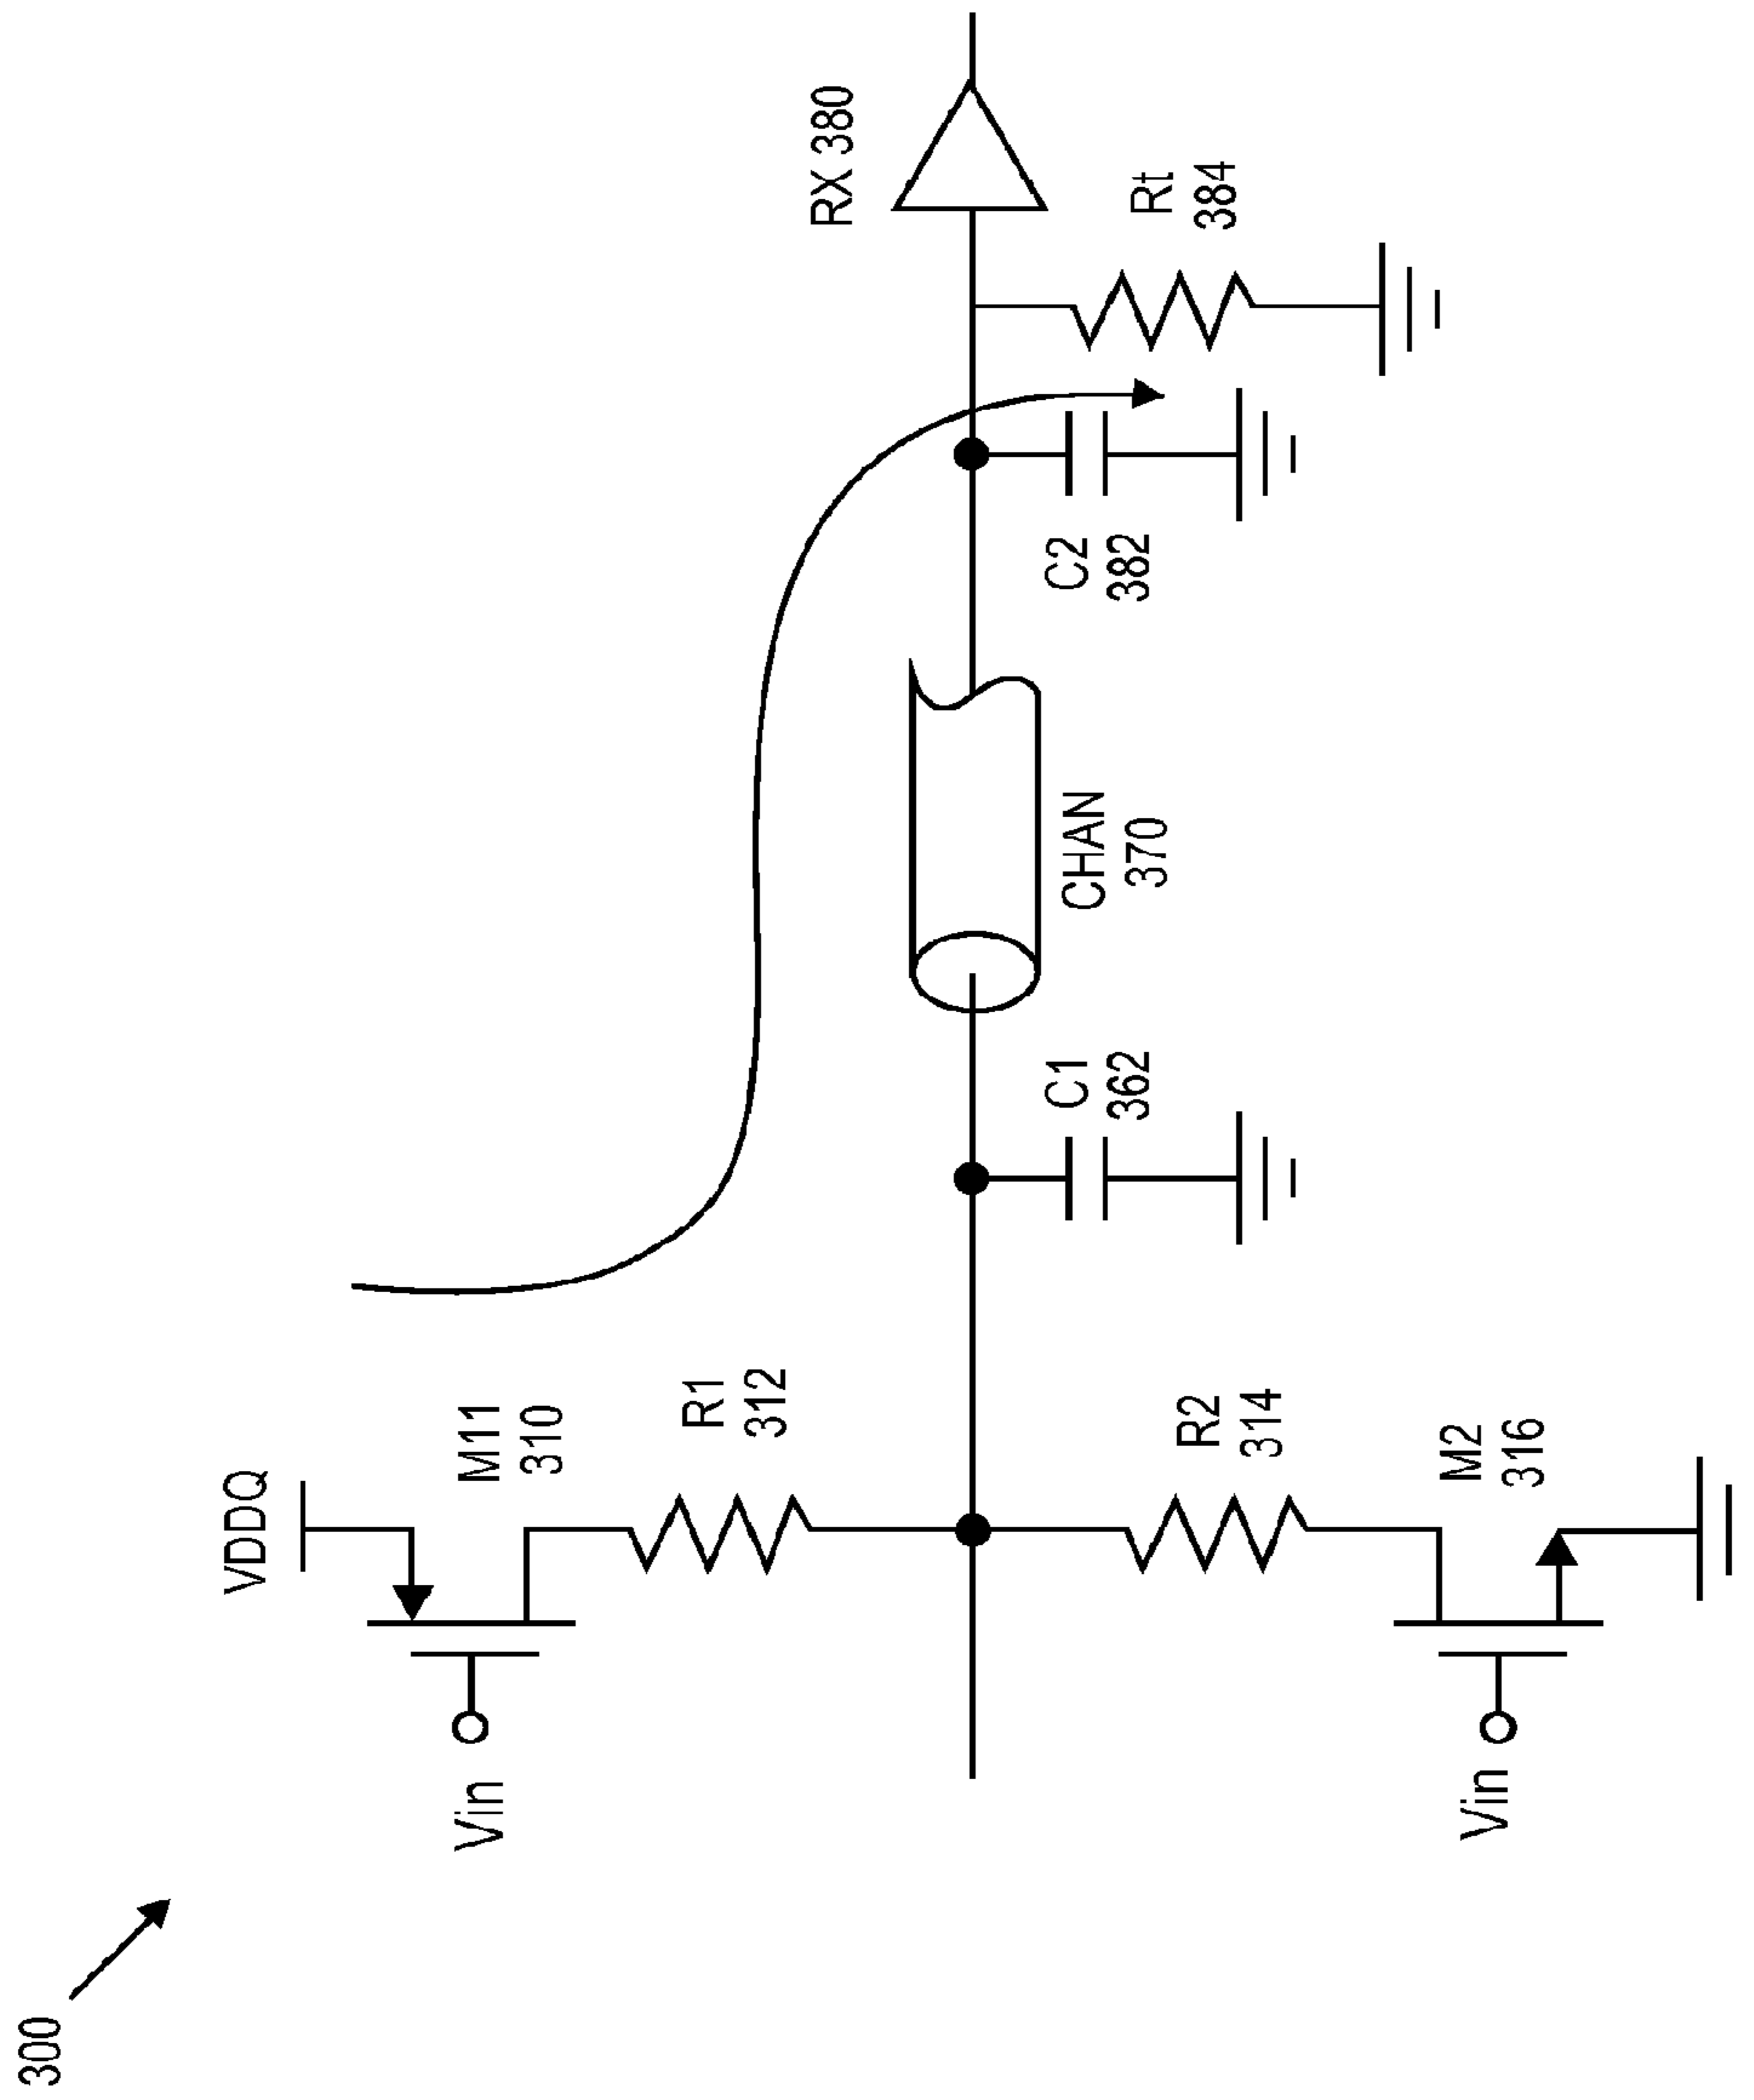 300
VDDQ
Vin
M11
310
R1
312
R2
314
Vin
M2
316
C1
362
CHAN
370
C2
382
RX 380
Rt
384